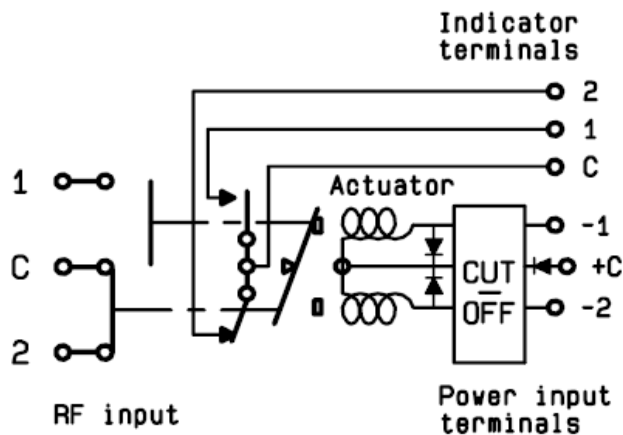 Indicator
terminals
2
1
C
Actuator
1
C
2
-1
+C
-2
CUT
OFF
RF input
Power input
terminals